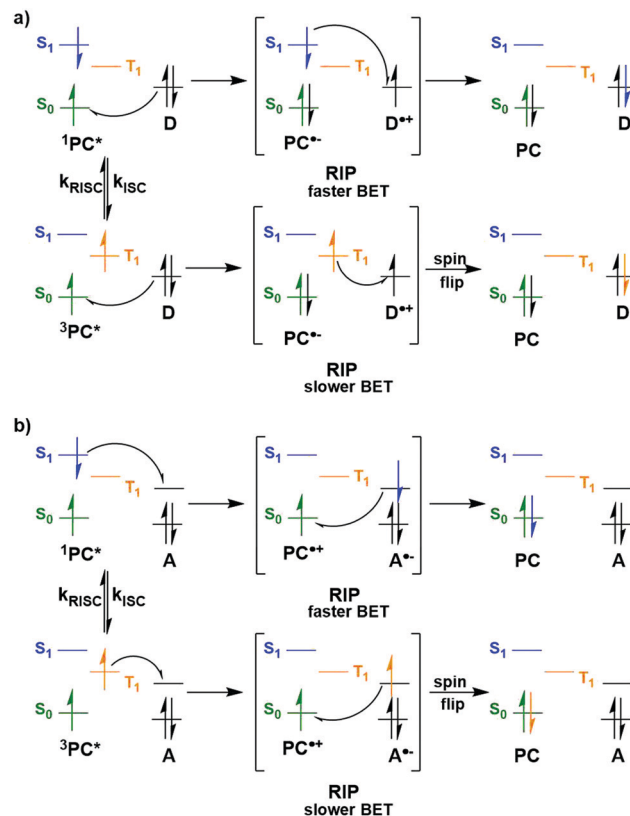 a)
S1 T1 S0 1PC* D
S1 T1 S0 PC•- D•+
S1 T1 S0 PC D
RIP
faster BET
kRISC kISC
S1 T1 S0 3PC* D
S1 T1 S0 PC•- D•+
spin
flip
S1 T1 S0 PC D
RIP
slower BET
b)
S1 T1 S0 1PC* A
S1 T1 S0 PC•+ A•-
S1 T1 S0 PC A
RIP
faster BET
kRISC kISC
S1 T1 S0 3PC* A
S1 T1 S0 PC•+ A•-
spin
flip
S1 T1 S0 PC A
RIP
slower BET